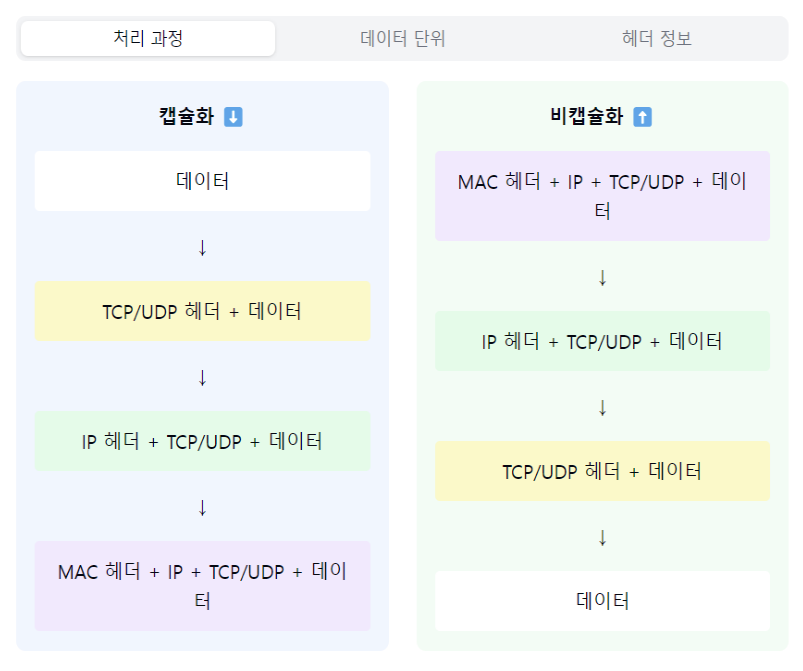 처리 과정
데이터 단위
헤더 정보
캡슐화 ⬇️
데이터
↓
TCP/UDP 헤더 + 데이터
↓
IP 헤더 + TCP/UDP + 데이터
↓
MAC 헤더 + IP + TCP/UDP + 데이
터
비캡슐화 ⬆️
MAC 헤더 + IP + TCP/UDP + 데이
터
↓
IP 헤더 + TCP/UDP + 데이터
↓
TCP/UDP 헤더 + 데이터
↓
데이터